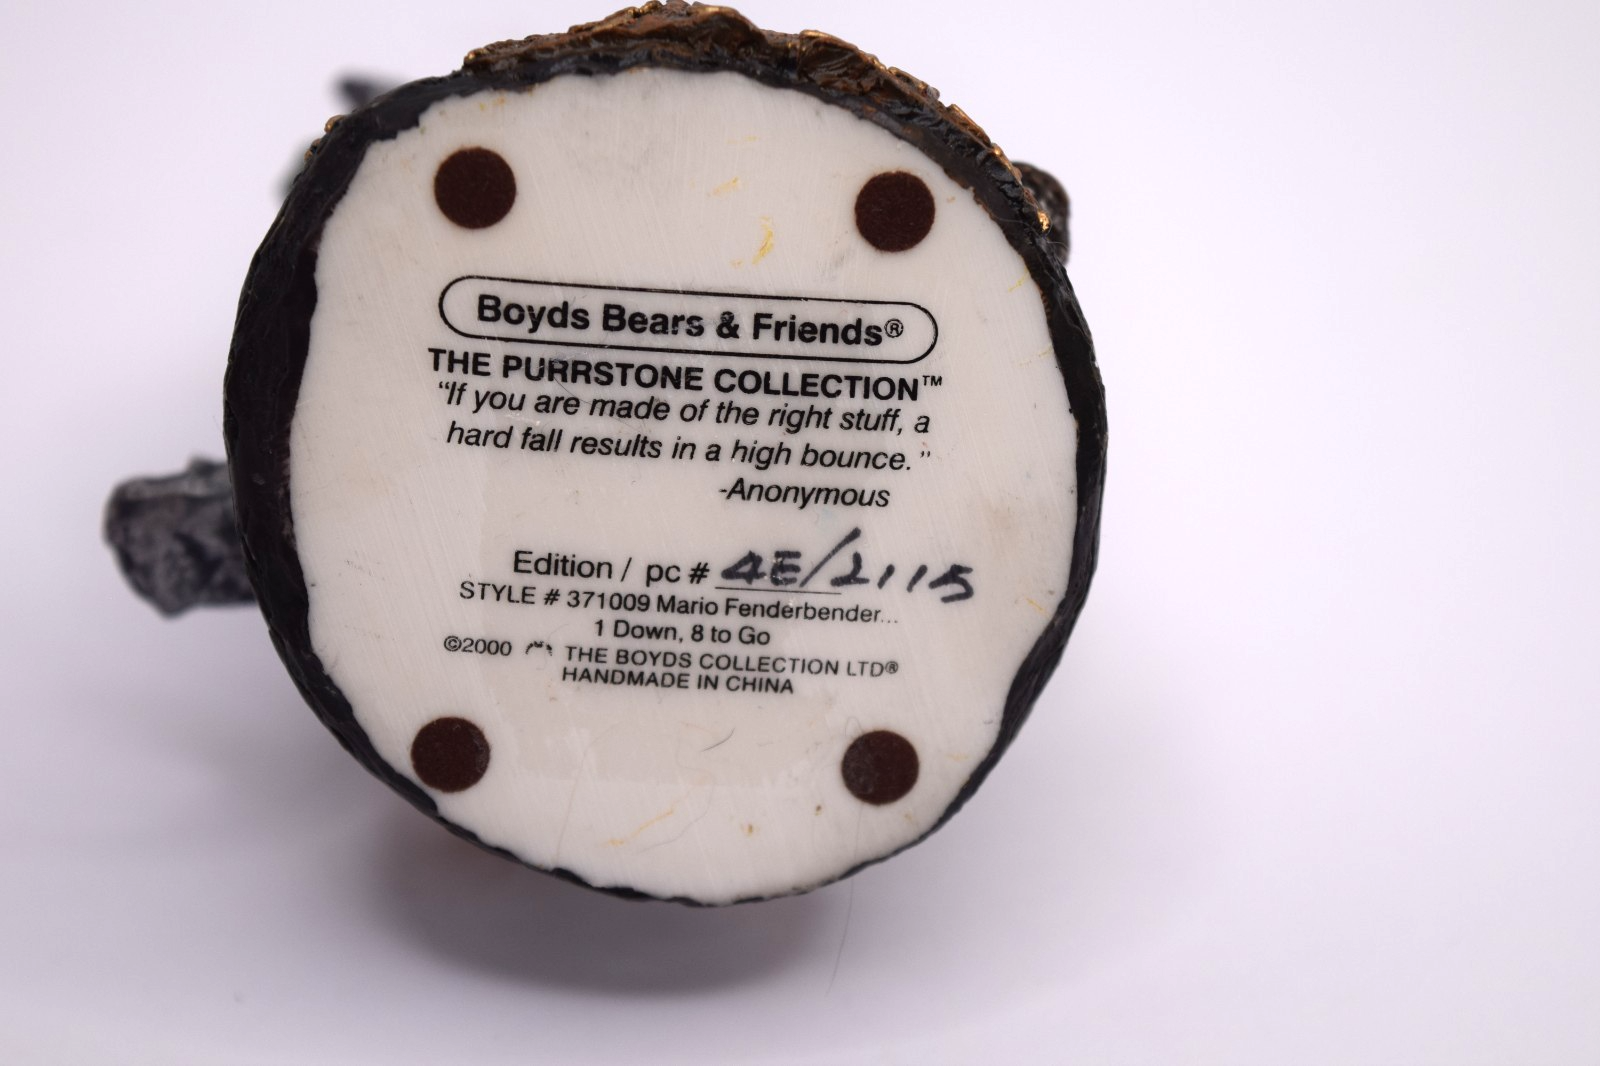 Boyds Bears & Friends®
THE PURRSTONE COLLECTION™
"If you are made of the right stuff, a
hard fall results in a high bounce."
-Anonymous
Edition / pc # 4E/2115
STYLE # 371009 Mario Fenderbender...
1 Down, 8 to Go
©2000 THE BOYDS COLLECTION LTD®
HANDMADE IN CHINA